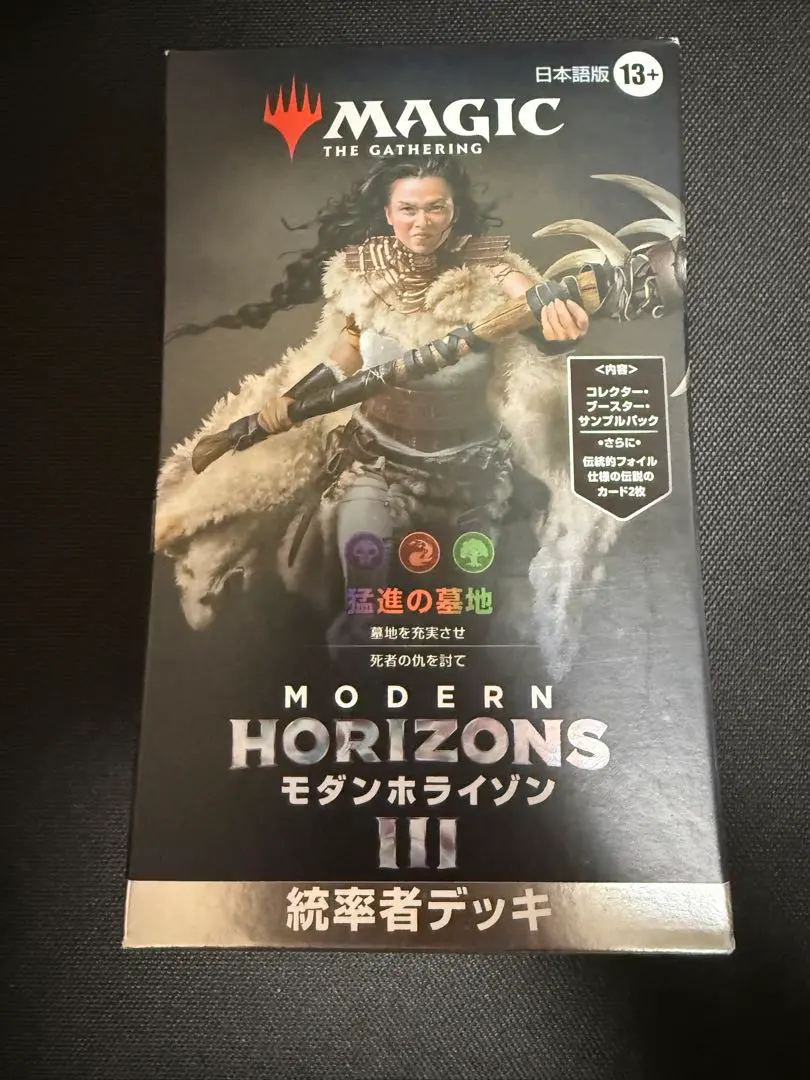 日本語版 13+
MAGIC
THE GATHERING
<内容>
コレクター・
ブースター・
サンプルパック
•さらに•
伝統的フォイル
仕様の伝説の
カード2枚
猛進の墓地
墓地を充実させ
死者の仇を討て
MODERN
HORIZONS
モダンホライゾン
III
統率者デッキ